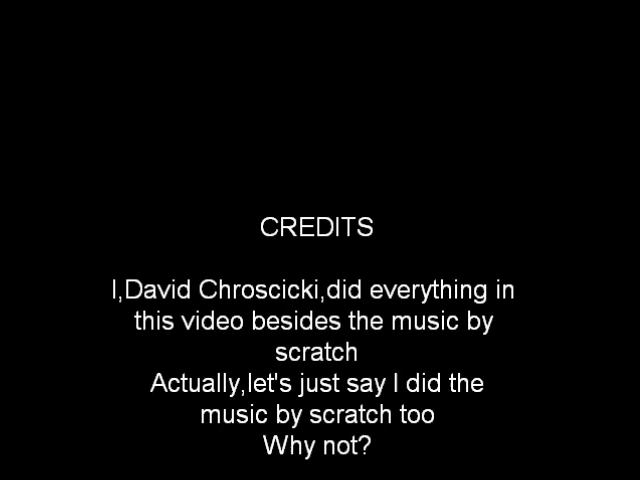 CREDITS
I,David Chroscicki,did everything in
this video besides the music by
scratch
Actually,let's just say I did the
music by scratch too
Why not?